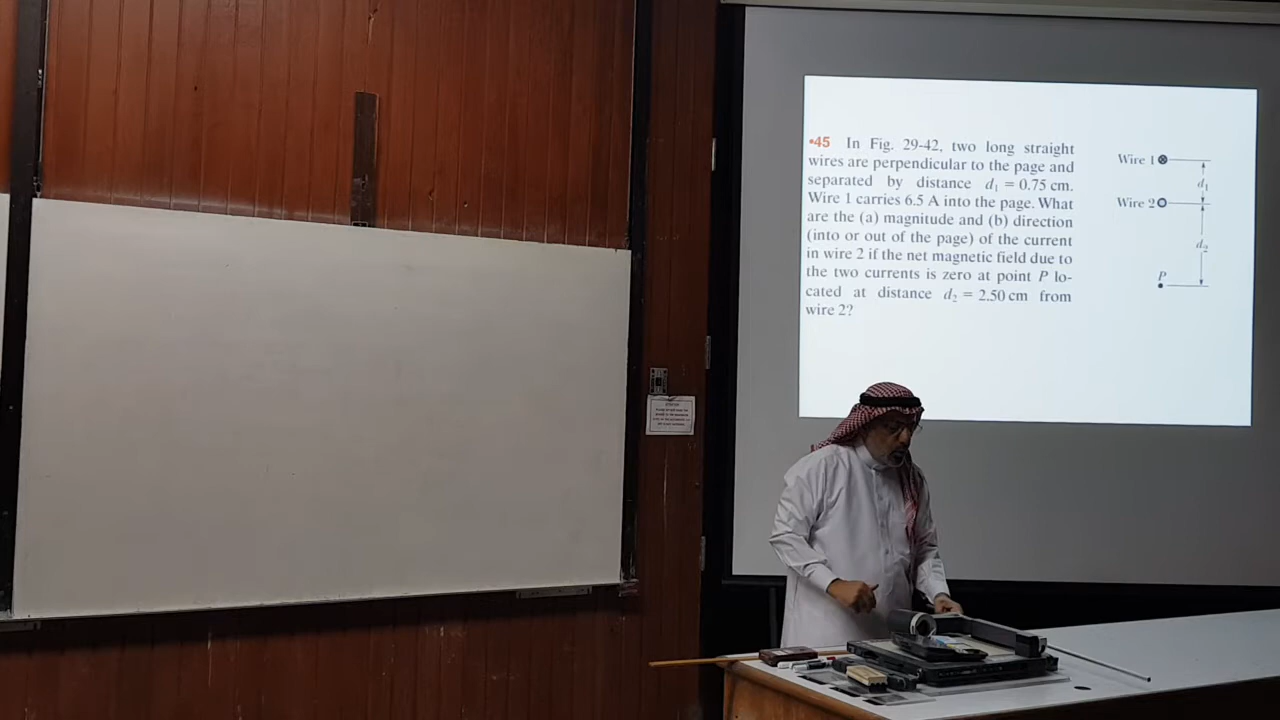 •45 In Fig. 29-42, two long straight
wires are perpendicular to the page and
separated by distance d₁ = 0.75 cm.
Wire 1 carries 6.5 A into the page. What
are the (a) magnitude and (b) direction
(into or out of the page) of the current
in wire 2 if the net magnetic field due to
the two currents is zero at point P lo-
cated at distance d₂ = 2.50 cm from
wire 2?
Wire 1
d₁
Wire 2
d₂
P